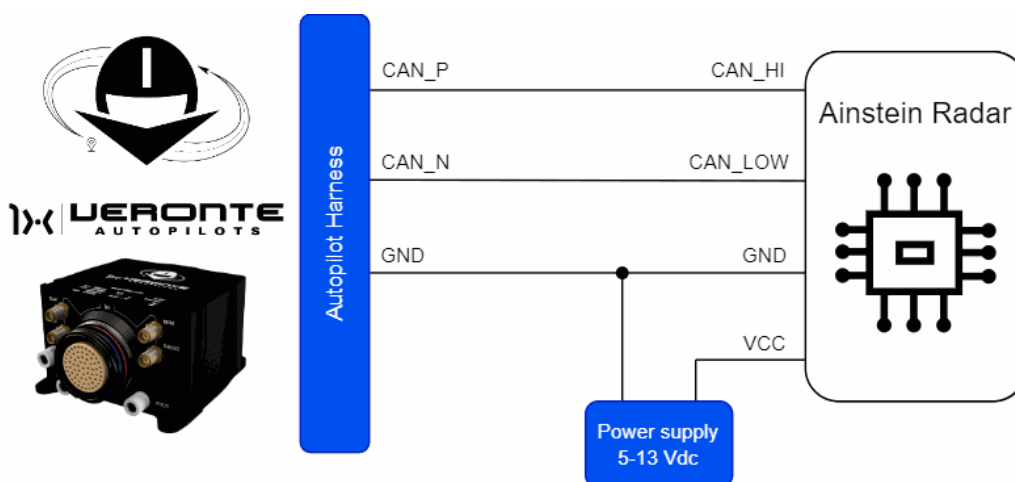 VERONTE
AUTOPILOTS
Autopilot Harness
CAN_P
CAN_HI
CAN_N
CAN_LOW
GND
GND
VCC
Ainstein Radar
Power supply
5-13 Vdc